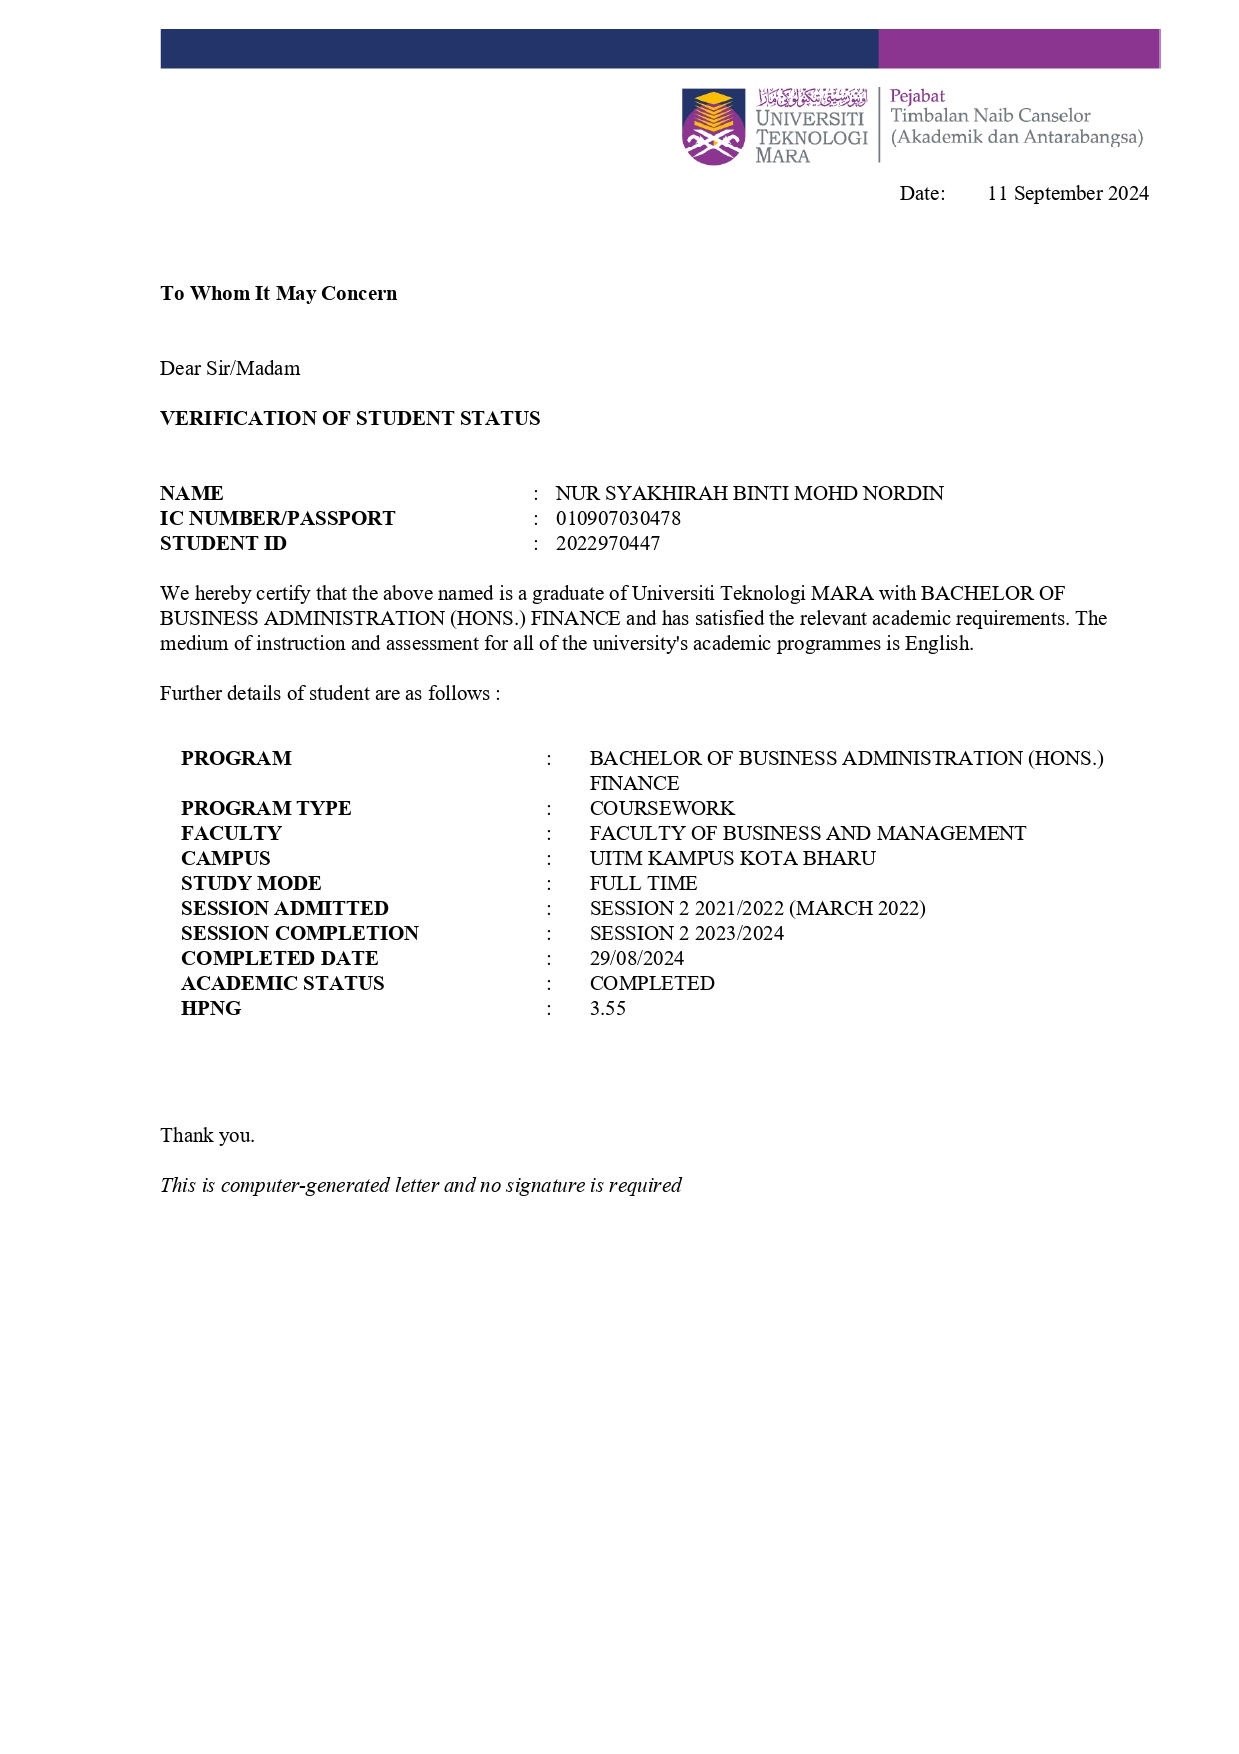 اونيۏرسيتي تيكنولوڬي مارا
UNIVERSITI
TEKNOLOGI
MARA
Pejabat
Timbalan Naib Canselor
(Akademik dan Antarabangsa)
Date: 11 September 2024
To Whom It May Concern
Dear Sir/Madam
VERIFICATION OF STUDENT STATUS
NAME : NUR SYAKHIRAH BINTI MOHD NORDIN
IC NUMBER/PASSPORT : 010907030478
STUDENT ID : 2022970447
We hereby certify that the above named is a graduate of Universiti Teknologi MARA with BACHELOR OF
BUSINESS ADMINISTRATION (HONS.) FINANCE and has satisfied the relevant academic requirements. The
medium of instruction and assessment for all of the university's academic programmes is English.
Further details of student are as follows :
PROGRAM : BACHELOR OF BUSINESS ADMINISTRATION (HONS.)
FINANCE
PROGRAM TYPE : COURSEWORK
FACULTY : FACULTY OF BUSINESS AND MANAGEMENT
CAMPUS : UITM KAMPUS KOTA BHARU
STUDY MODE : FULL TIME
SESSION ADMITTED : SESSION 2 2021/2022 (MARCH 2022)
SESSION COMPLETION : SESSION 2 2023/2024
COMPLETED DATE : 29/08/2024
ACADEMIC STATUS : COMPLETED
HPNG : 3.55
Thank you.
This is computer-generated letter and no signature is required